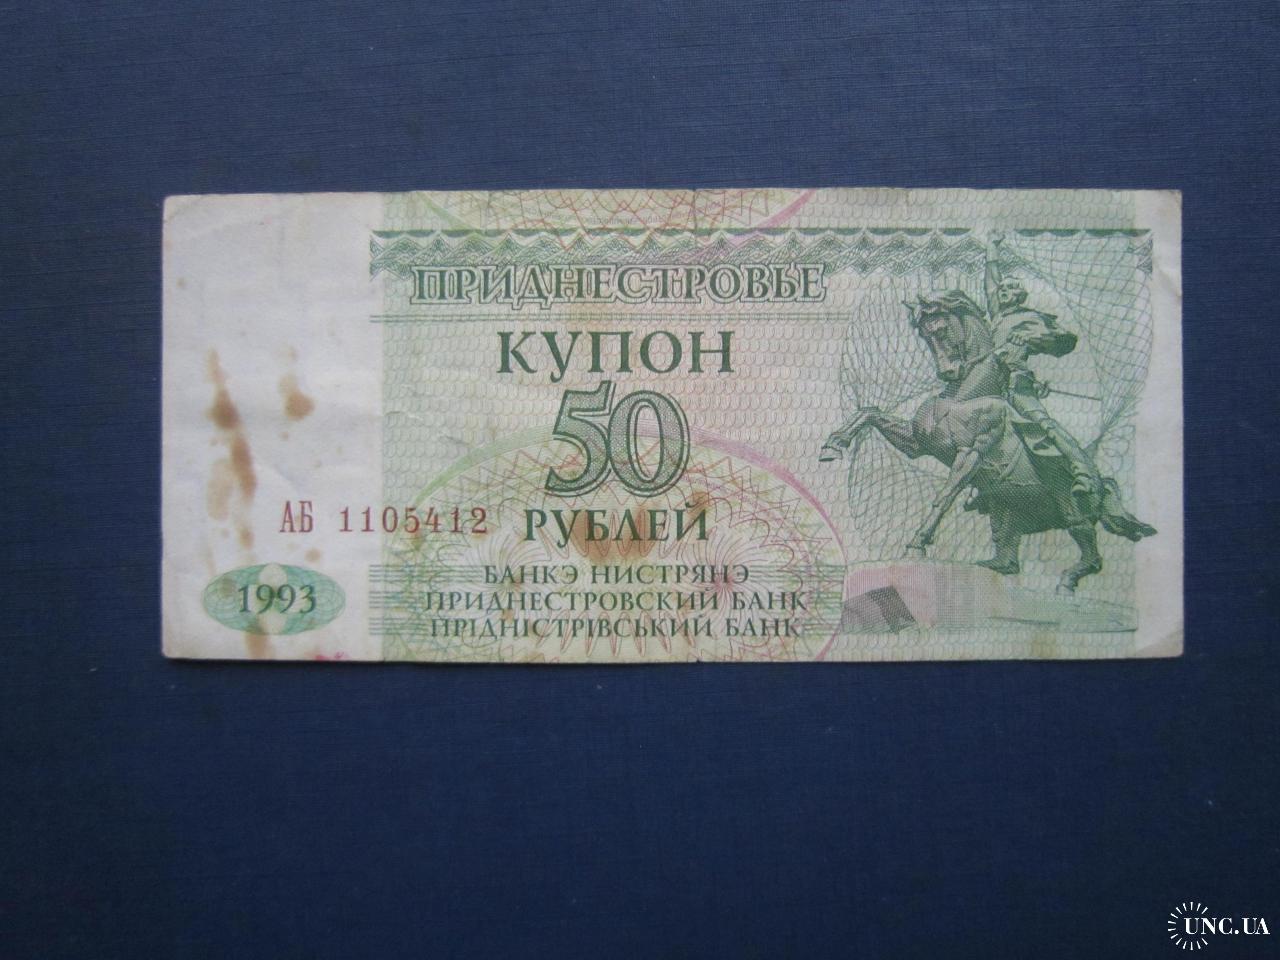 ПРИДНЕСТРОВЬЕ
КУПОН
50
АБ 1105412 РУБЛЕЙ
1993
БАНКЭ НИСТРЯНЭ
ПРИДНЕСТРОВСКИЙ БАНК
ПРІДНІСТРІВСЬКИЙ БАНК
UNC.UA